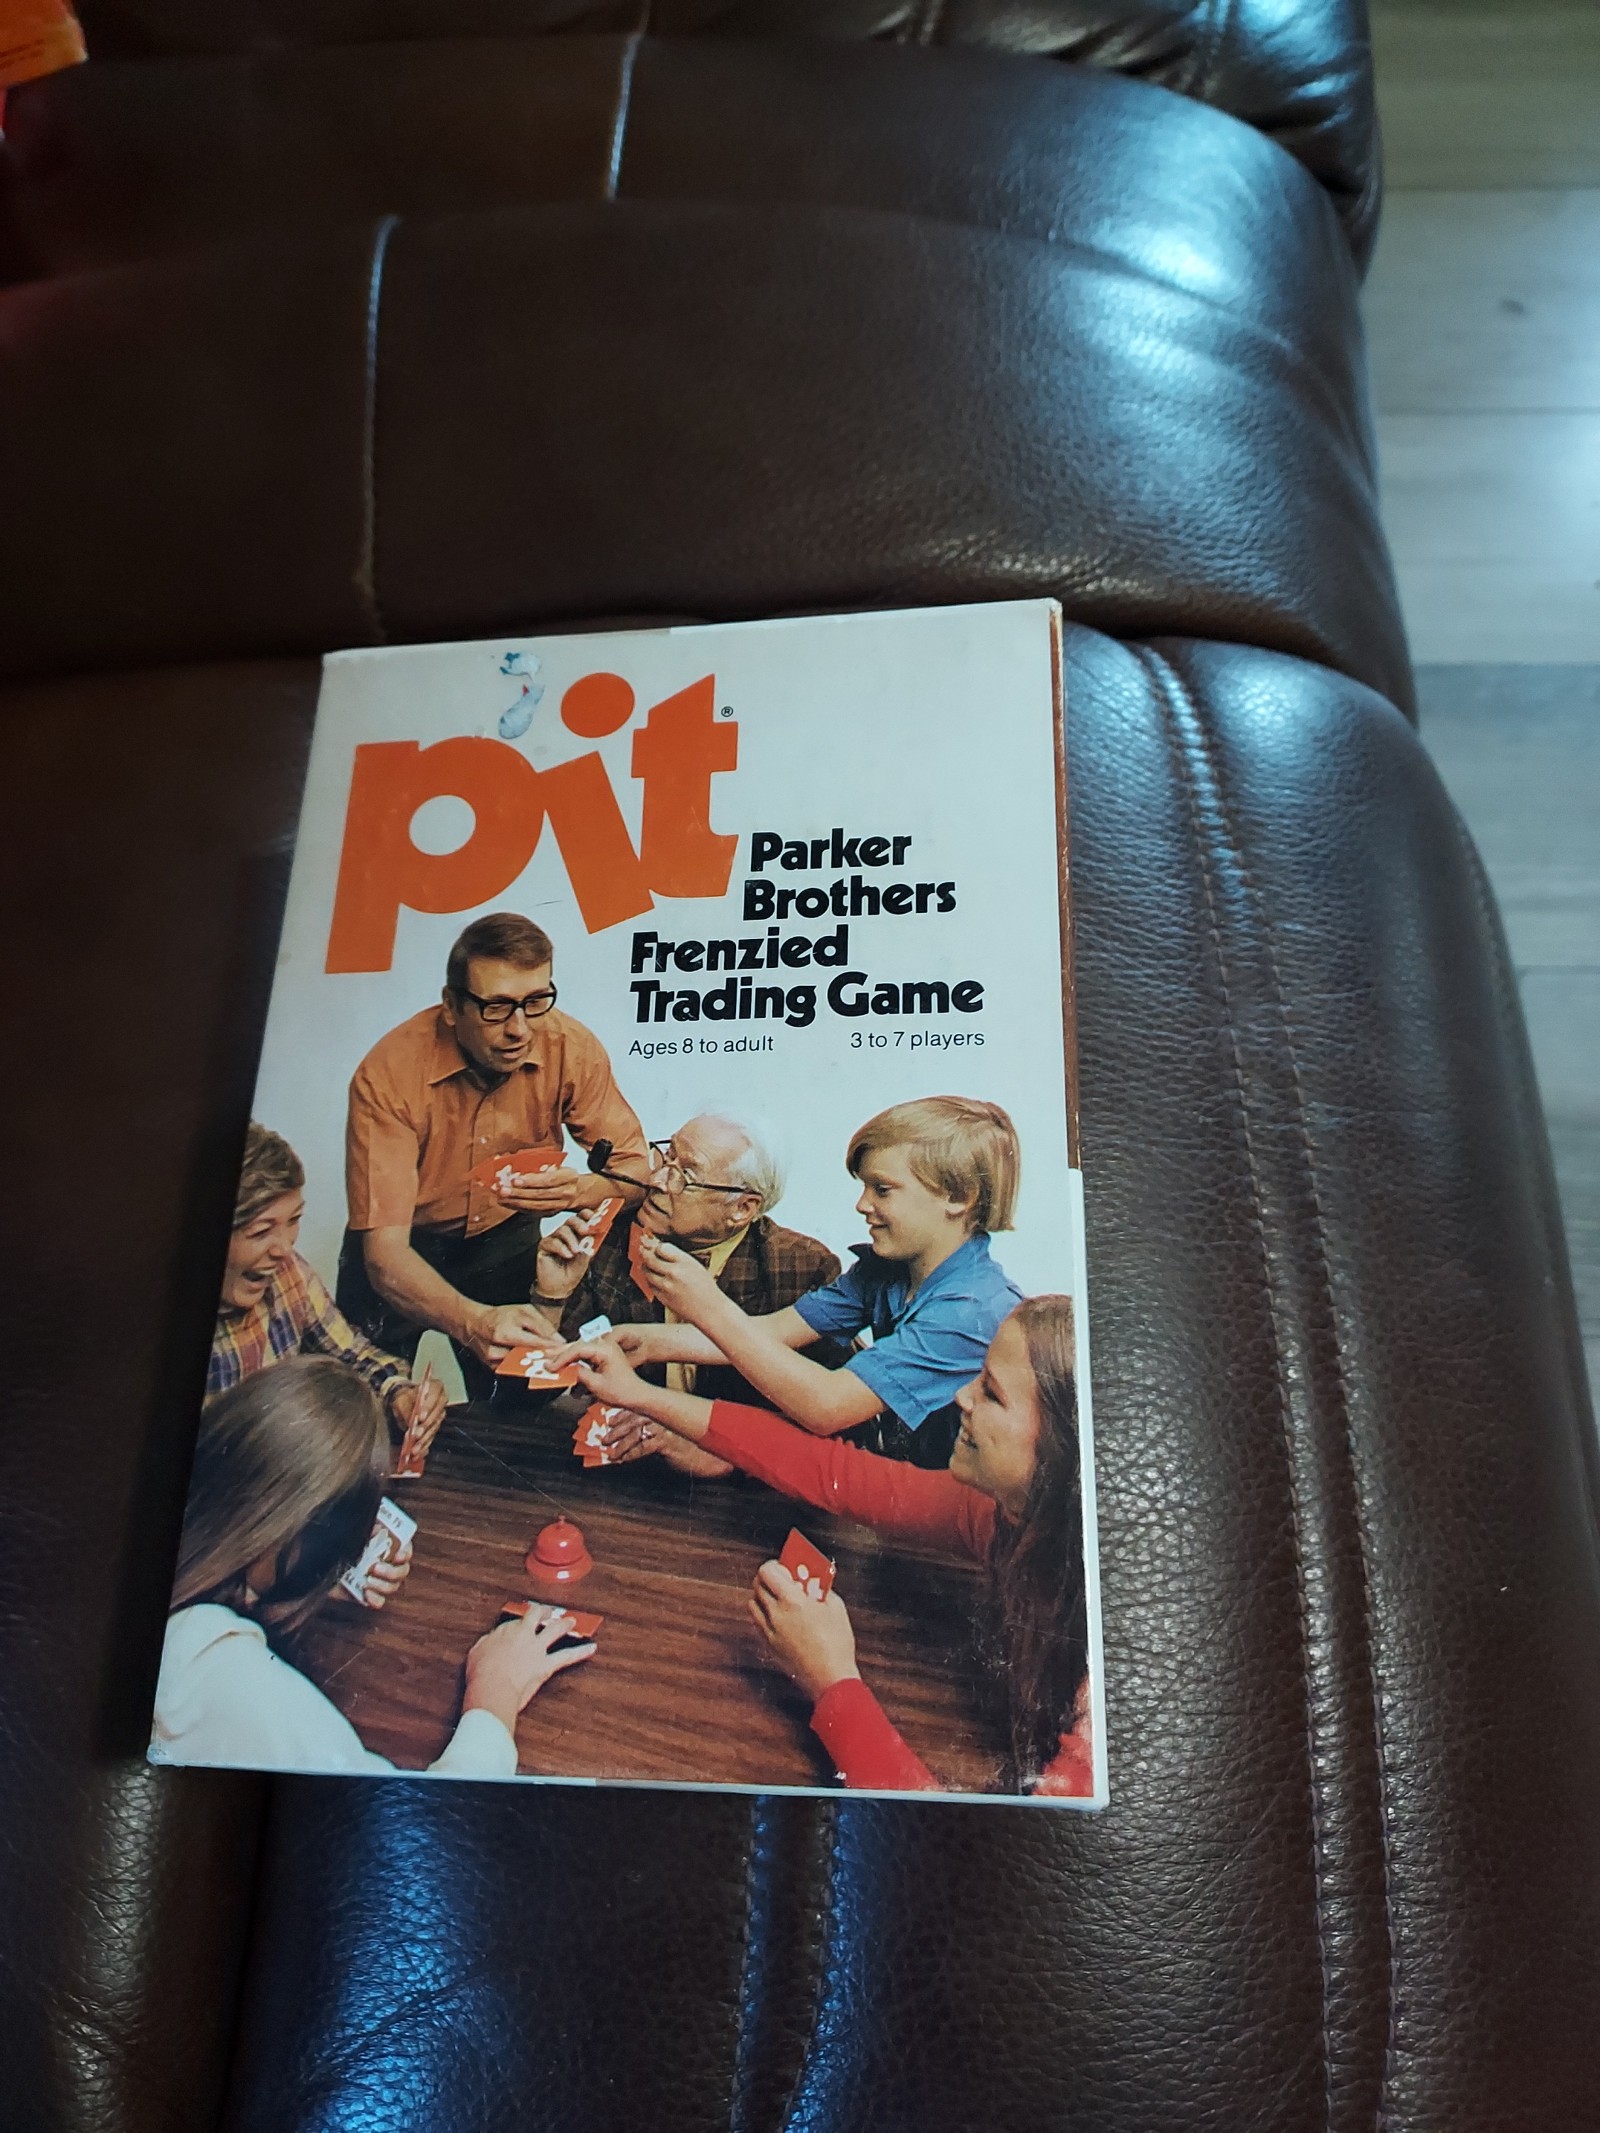 pit®
Parker
Brothers
Frenzied
Trading Game
Ages 8 to adult 3 to 7 players